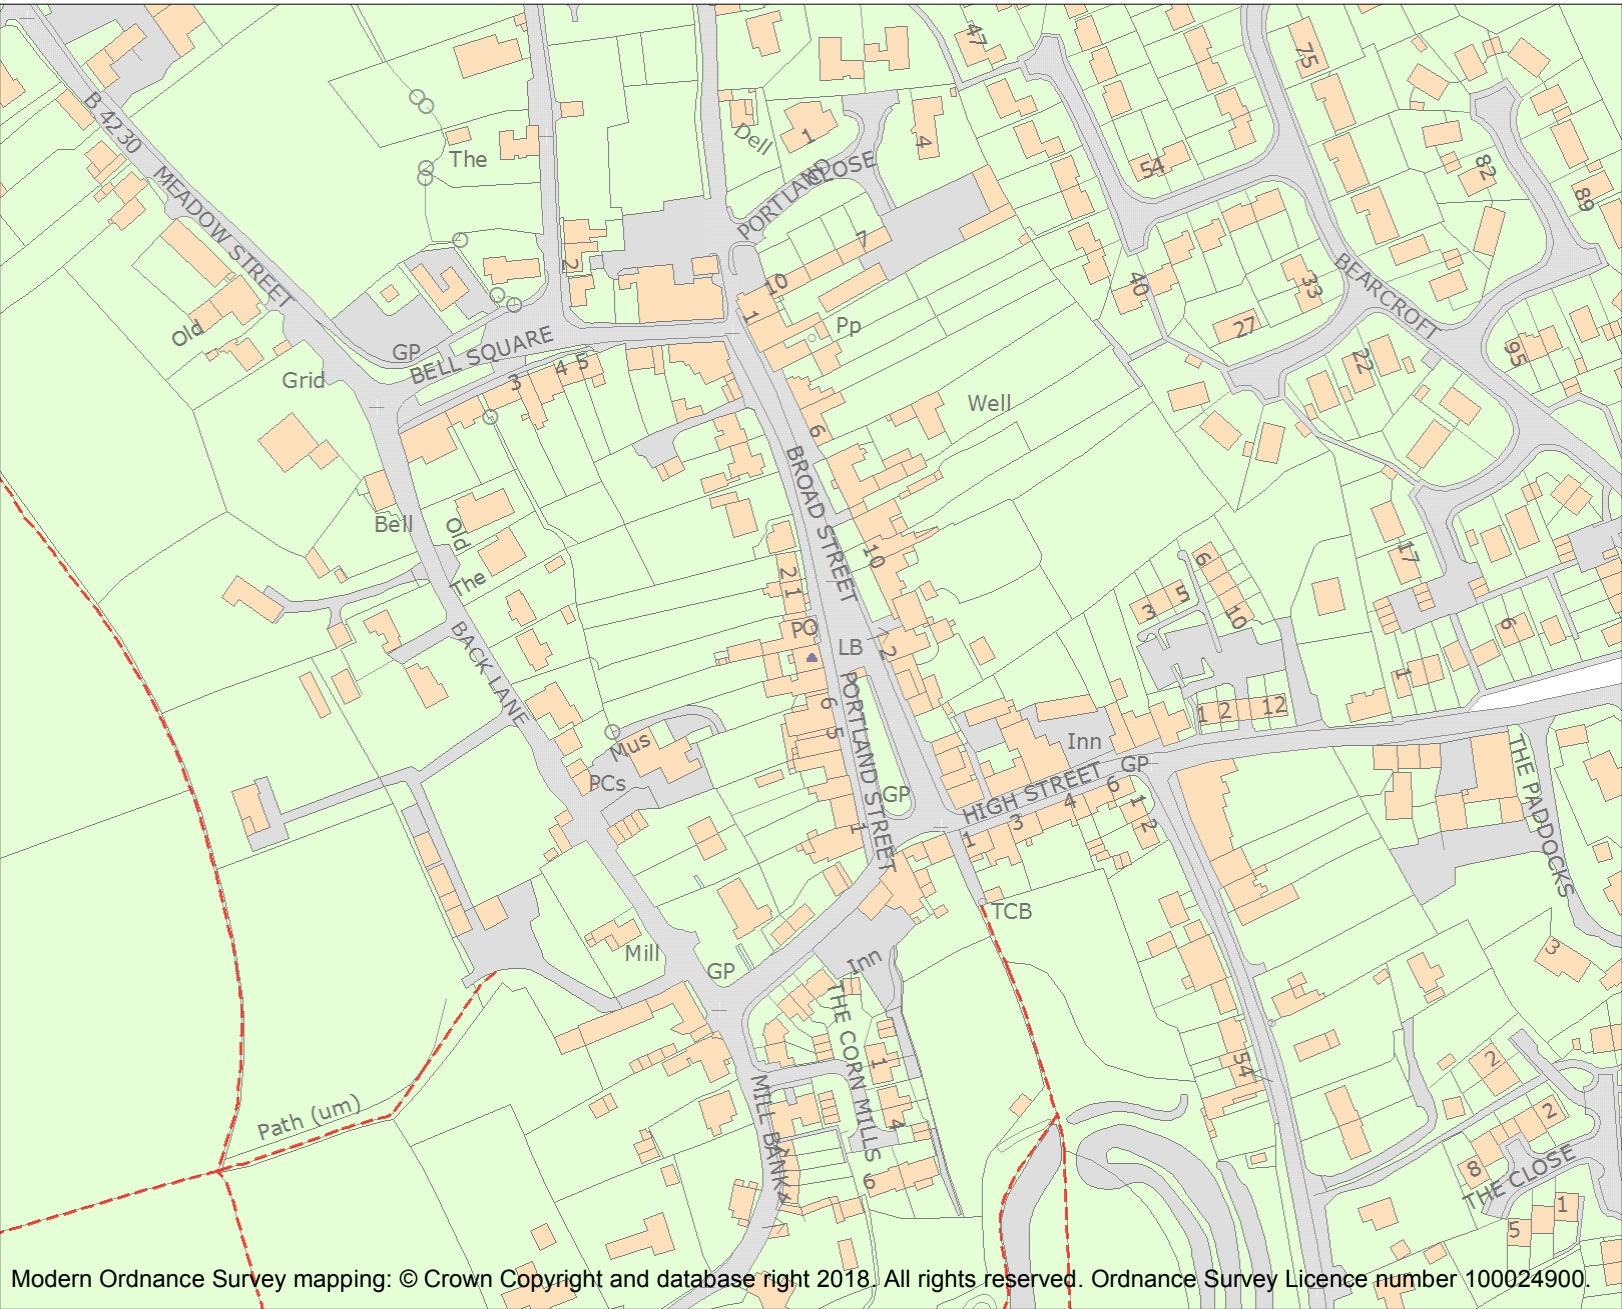 47
75
B 4230
The
Dell
1
4
PORTLAND
CLOSE
54
82
89
MEADOW STREET
2
7
10
1
40
33
27
BEARCROFT
Old
GP
BELL SQUARE
Pp
Grid
3
4
5
22
95
Well
6
BROAD STREET
Bell
Old
The
10
17
21
6
3
5
10
6
PO
LB
12
BACK LANE
1
PORTLAND STREET
6
5
1
2
12
Inn
Mus
PCs
GP
GP
HIGH STREET
1
3
4
6
1
2
1
THE PADDOCKS
TCB
Mill
GP
Inn
3
THE CORN MILLS
1
54
2
Path (um)
MILL BANK
4
4
6
2
8
THE CLOSE
1
5
Modern Ordnance Survey mapping: © Crown Copyright and database right 2018. All rights reserved. Ordnance Survey Licence number 100024900.